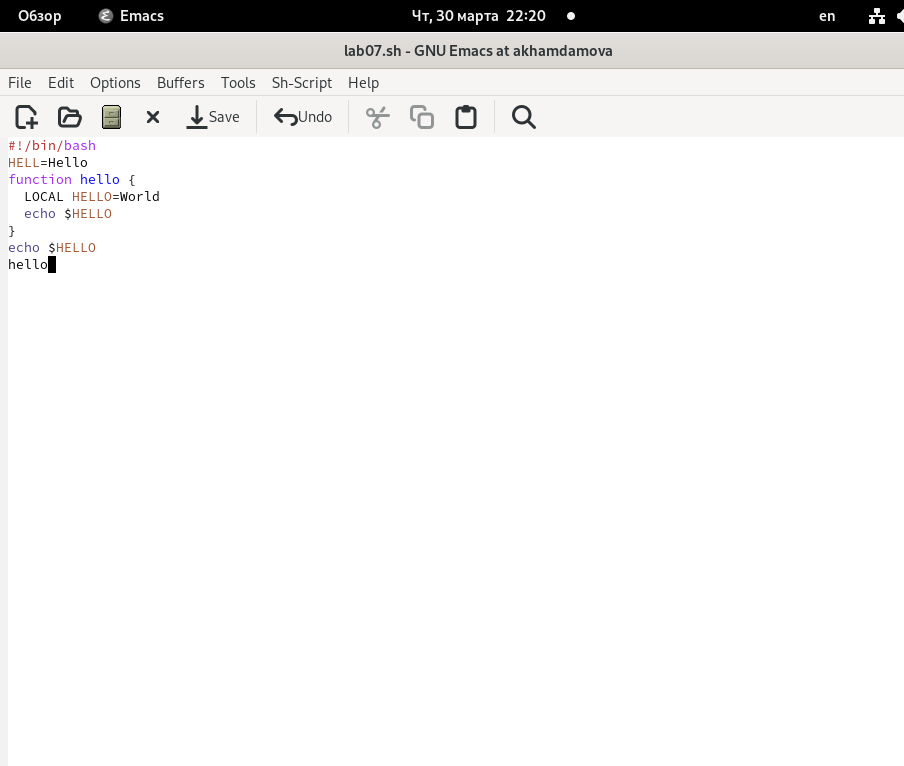 Обзор Emacs Чт, 30 марта 22:20 en
lab07.sh - GNU Emacs at akhamdamova
File Edit Options Buffers Tools Sh-Script Help
Save Undo
#!/bin/bash
HELL=Hello
function hello {
  LOCAL HELLO=World
  echo $HELLO
}
echo $HELLO
hello